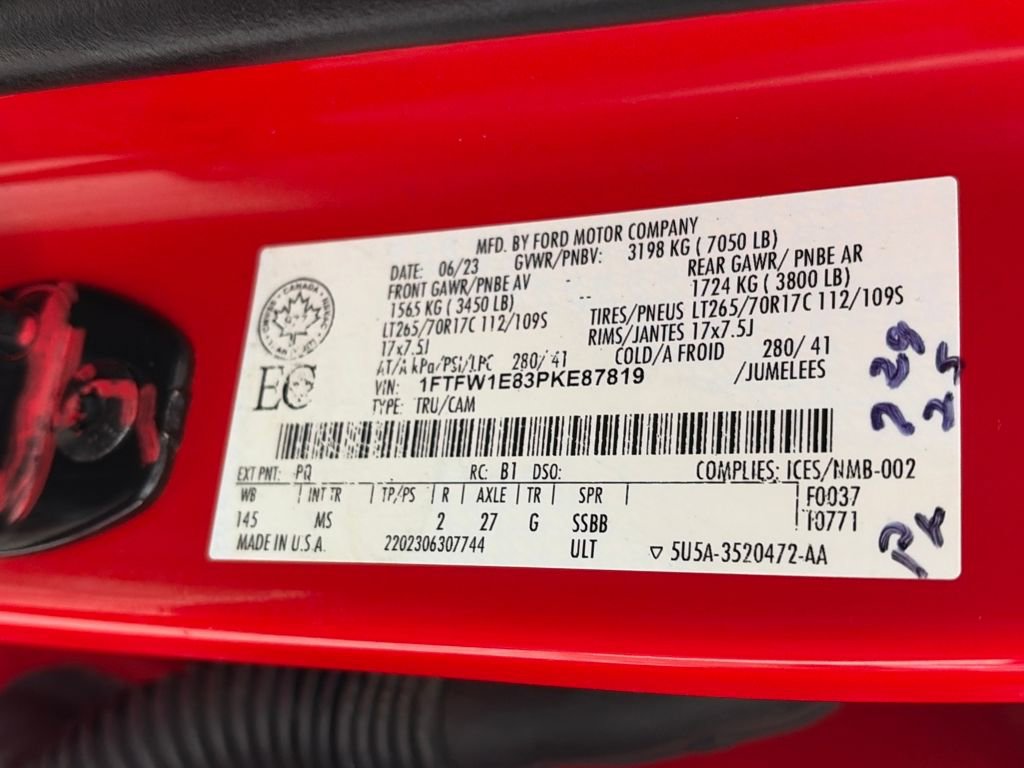 MFD. BY FORD MOTOR COMPANY
DATE: 06/23 GVWR/PNBV: 3198 KG ( 7050 LB)
FRONT GAWR/PNBE AV REAR GAWR/ PNBE AR
1565 KG ( 3450 LB) 1724 KG ( 3800 LB)
LT265/70R17C 112/109S TIRES/PNEUS LT265/70R17C 112/109S
17x7.5J RIMS/JANTES 17x7.5J
AT/A kPa/PSI/LPC 280/ 41 COLD/A FROID 280/ 41
VIN: 1FTFW1E83PKE87819 /JUMELEES
TYPE: TRU/CAM
CANADA
EC
EXT PNT: PQ RC: B1 DSO: COMPLIES: ICES/NMB-002
WB INT TR TP/PS R AXLE TR SPR F0037
145 MS 2 27 G SSBB T0771
MADE IN U.S.A. 2202306307744 ULT ▽ 5U5A-3520472-AA